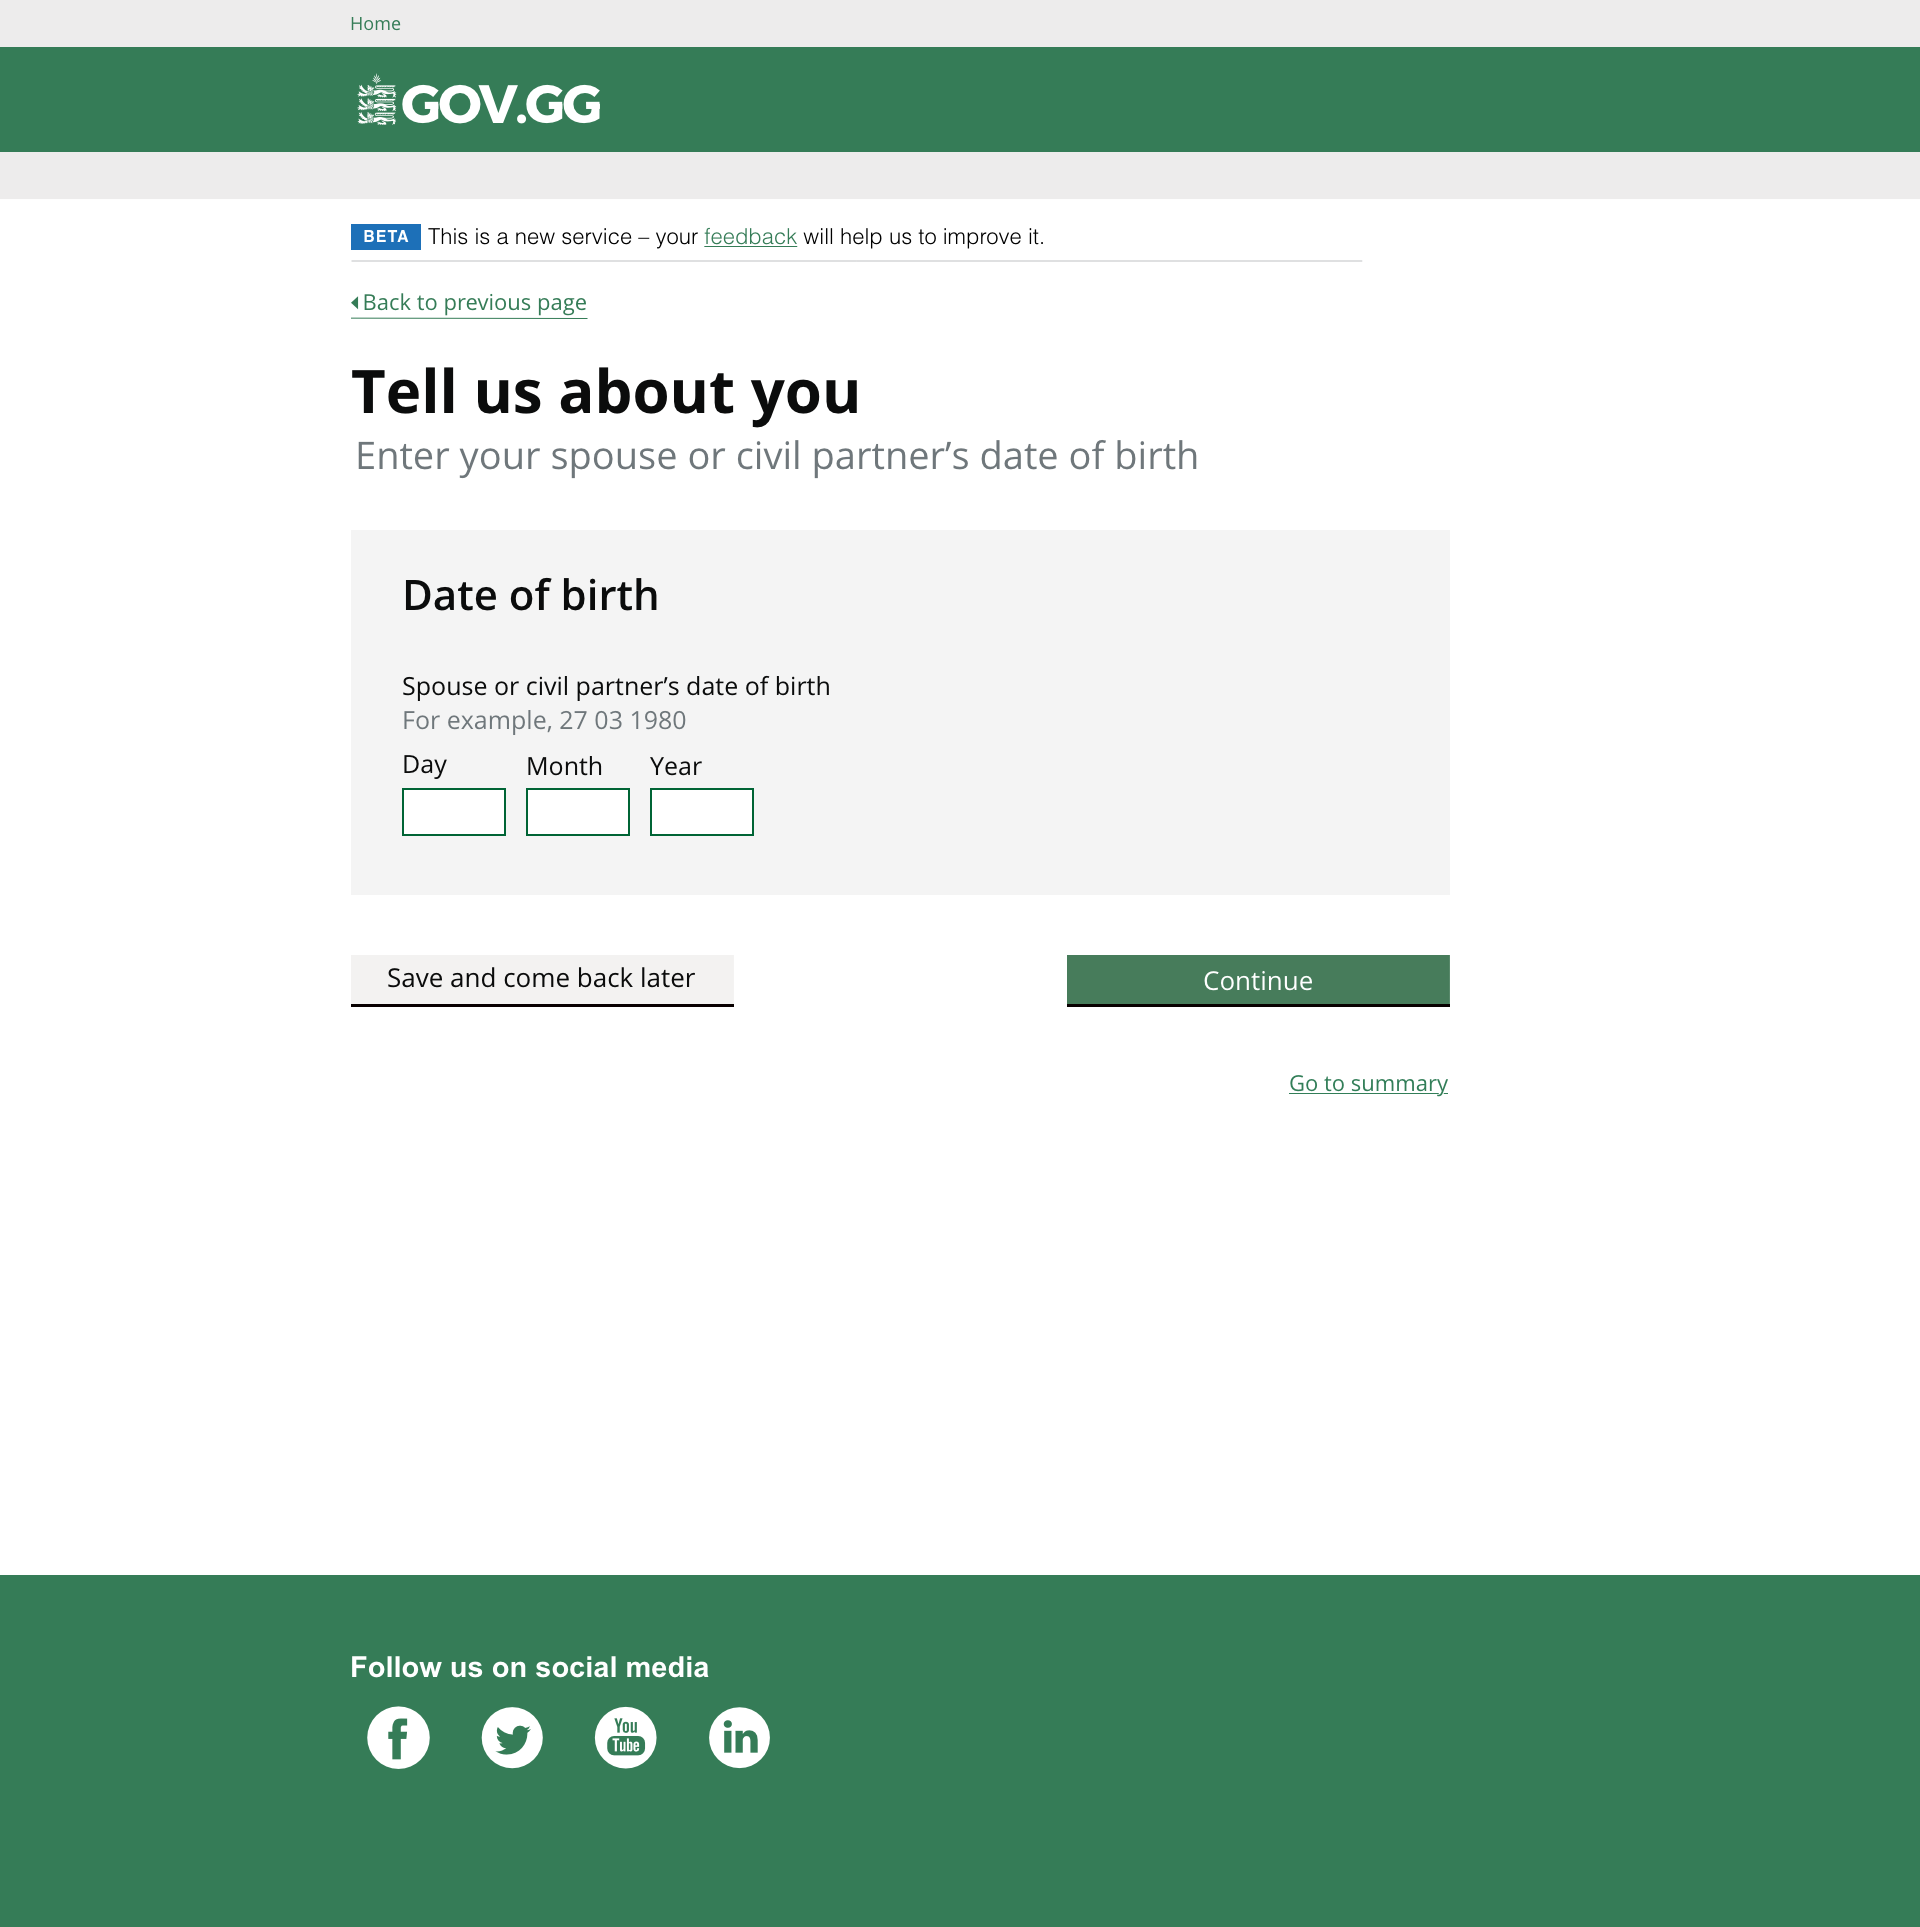 Home
GOV.GG
BETA This is a new service – your feedback will help us to improve it.
Back to previous page
Tell us about you
Enter your spouse or civil partner’s date of birth
Date of birth
Spouse or civil partner’s date of birth
For example, 27 03 1980
Day Month Year
Save and come back later Continue
Go to summary
Follow us on social media
f You Tube in